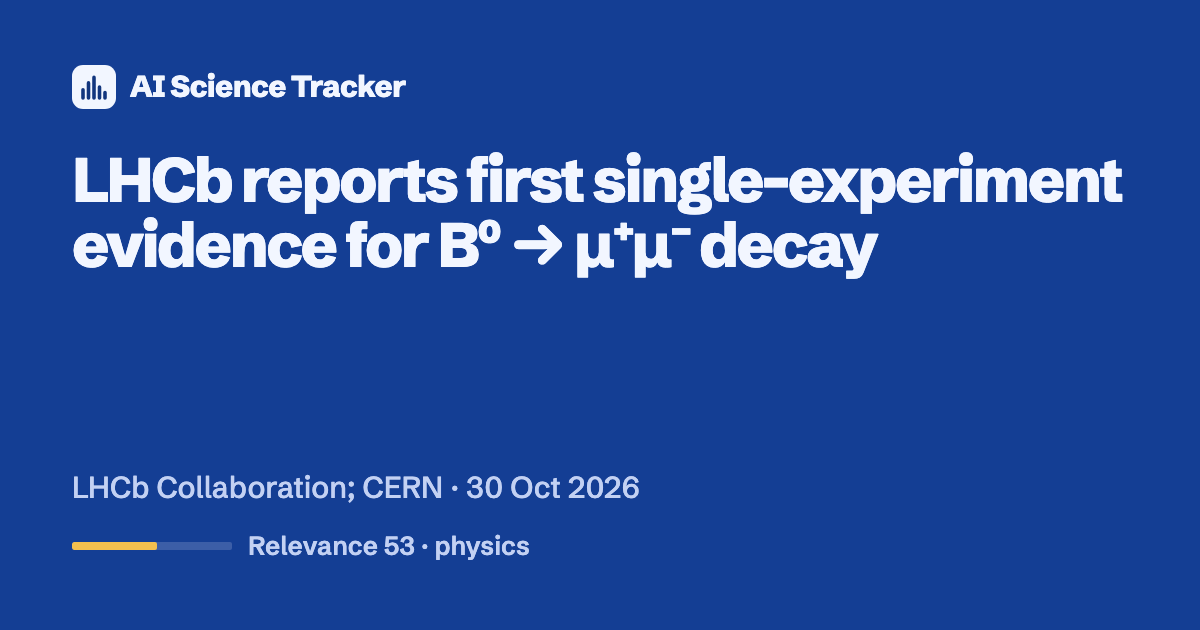 AI Science Tracker
LHCb reports first single-experiment
evidence for B⁰ → μ⁺μ⁻ decay
LHCb Collaboration; CERN · 30 Oct 2026
Relevance 53 · physics